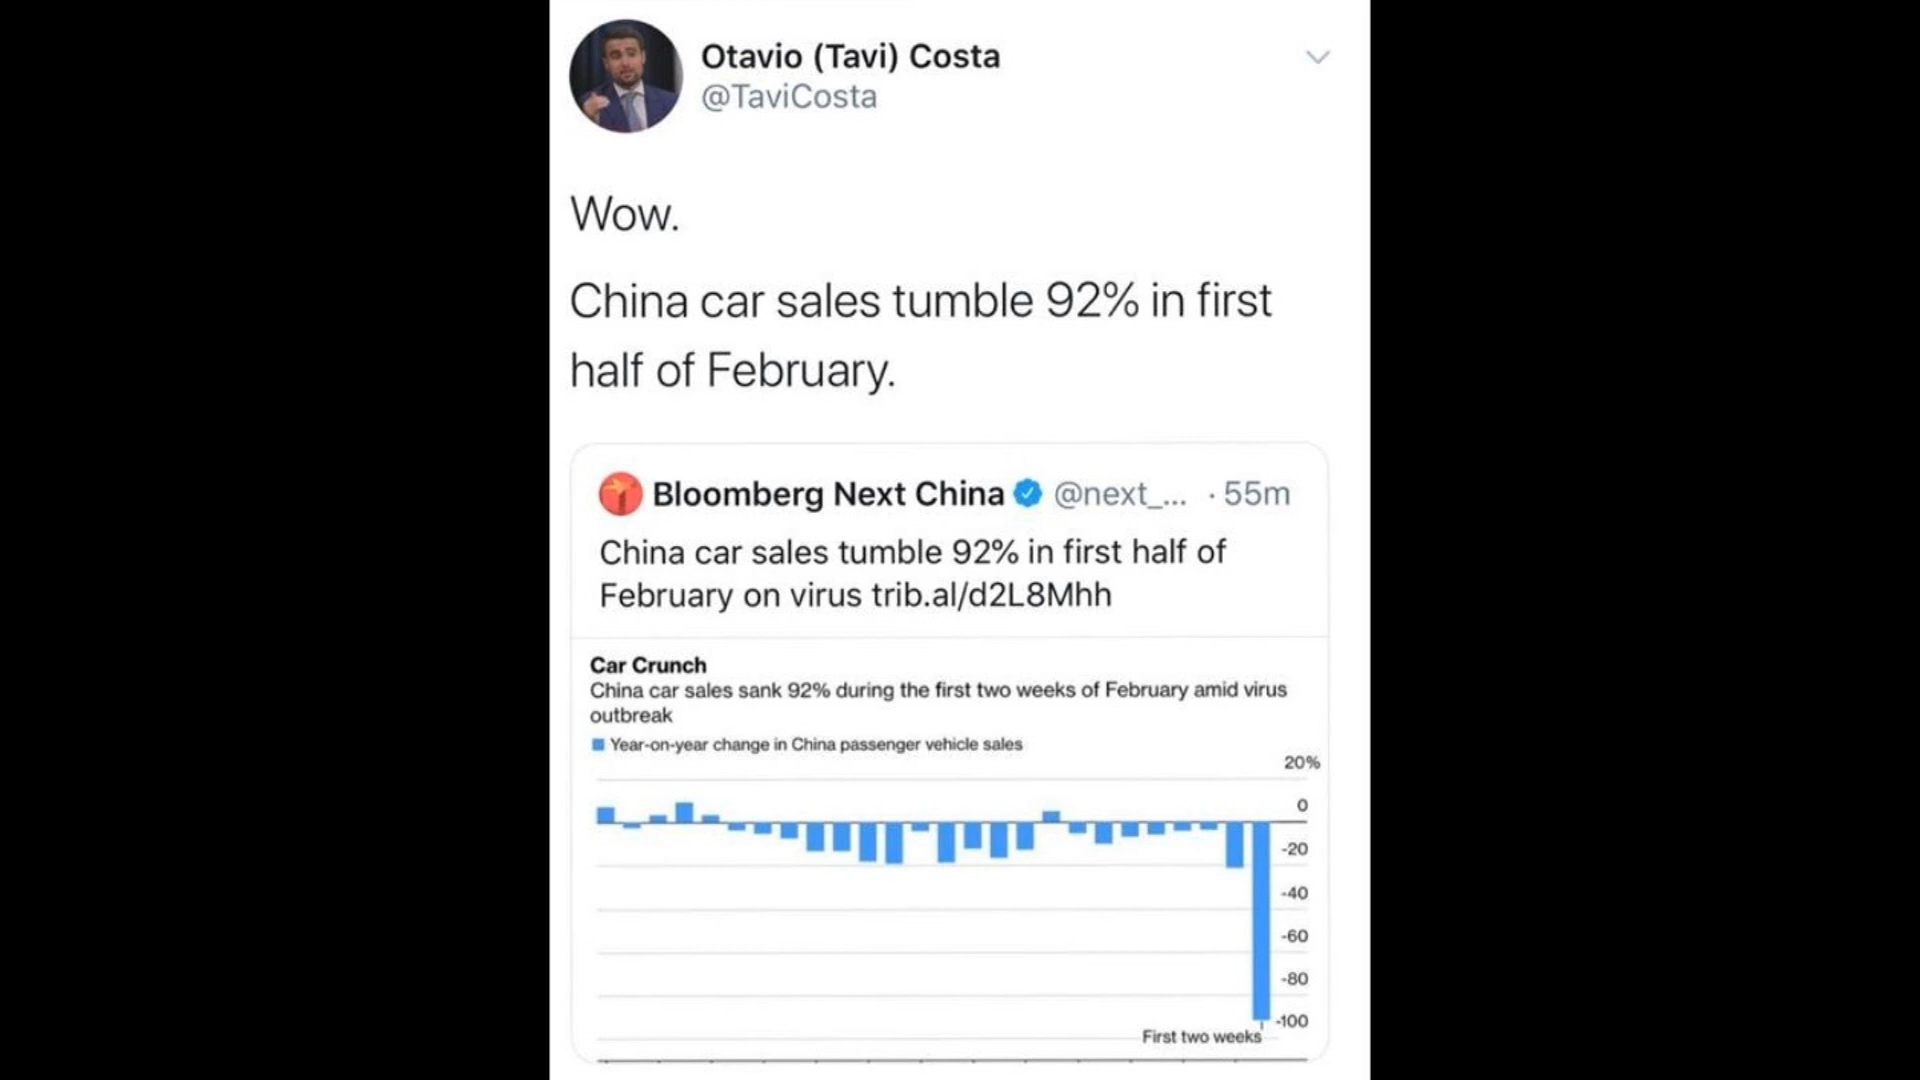 Otavio (Tavi) Costa
@TaviCosta
Wow.
China car sales tumble 92% in first
half of February.
Bloomberg Next China @next_... · 55m
China car sales tumble 92% in first half of
February on virus trib.al/d2L8Mhh
Car Crunch
China car sales sank 92% during the first two weeks of February amid virus
outbreak
Year-on-year change in China passenger vehicle sales
20%
0
-20
-40
-60
-80
-100
First two weeks